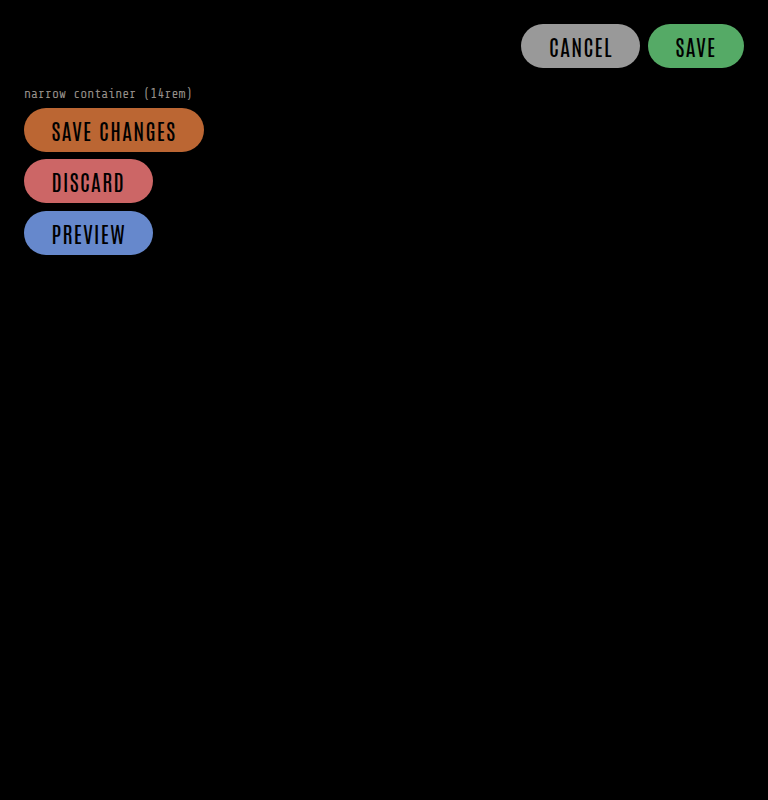 CANCEL SAVE
narrow container (14rem)
SAVE CHANGES
DISCARD
PREVIEW